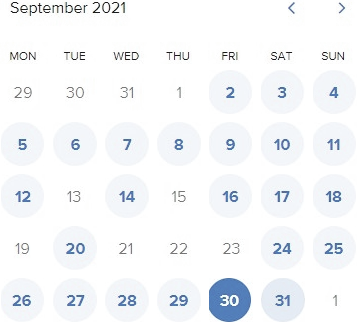 September 2021 < >
MON TUE WED THU FRI SAT SUN
29 30 31 1 2 3 4
5 6 7 8 9 10 11
12 13 14 15 16 17 18
19 20 21 22 23 24 25
26 27 28 29 30 31 1